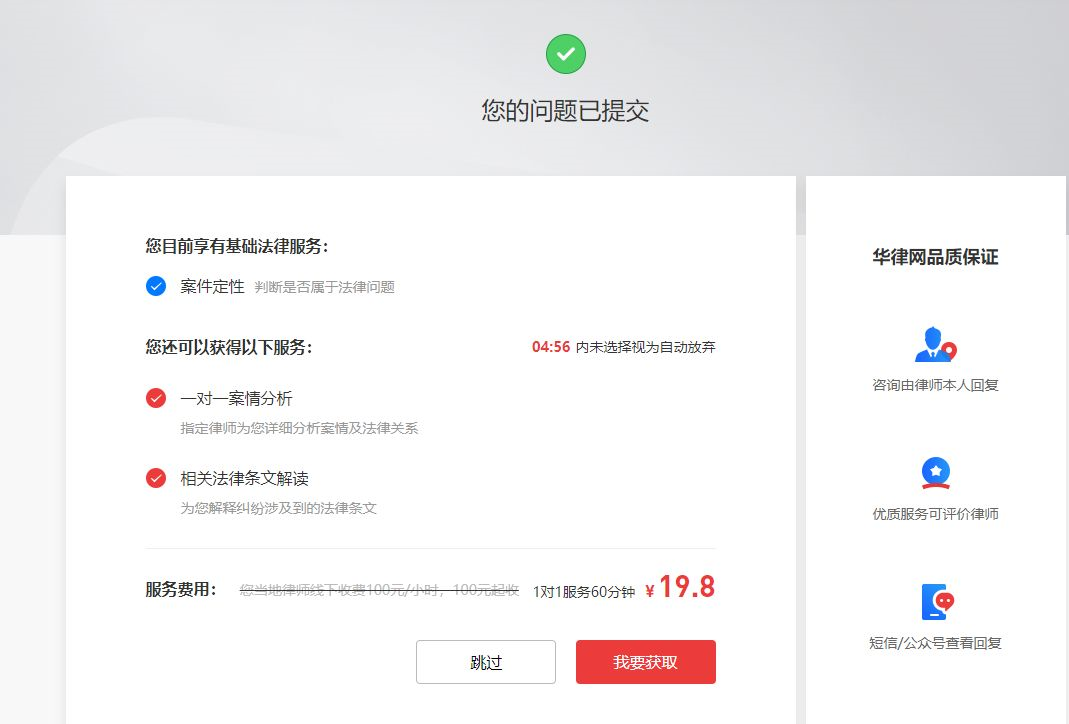 您的问题已提交
您目前享有基础法律服务：
案件定性 判断是否属于法律问题
您还可以获得以下服务： 04:56 内未选择视为自动放弃
一对一案情分析
指定律师为您详细分析案情及法律关系
相关法律条文解读
为您解释纠纷涉及到的法律条文
服务费用： 您当地律师线下收费100元/小时，100元起收 1对1服务60分钟 ¥19.8
跳过 我要获取
华律网品质保证
咨询由律师本人回复
优质服务可评价律师
短信/公众号查看回复